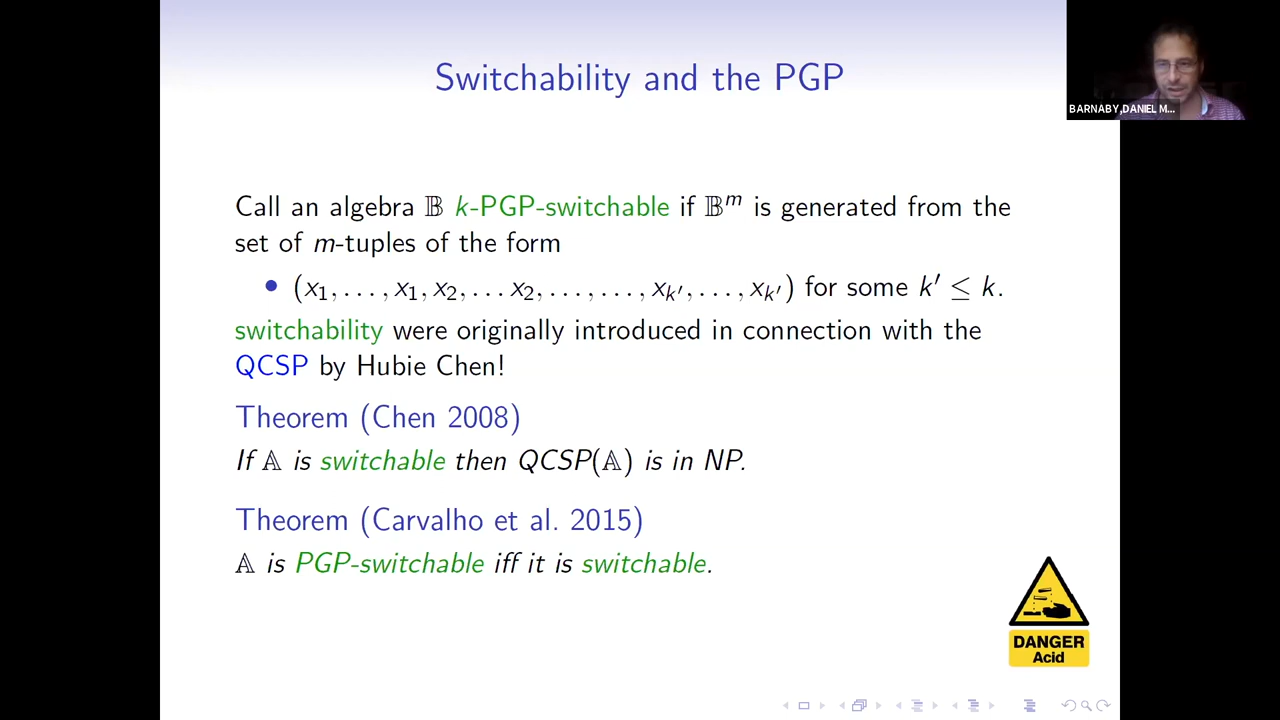 Switchability and the PGP
BARNABY,DANIEL M...
Call an algebra 𝔹 k-PGP-switchable if 𝔹ᵐ is generated from the
set of m-tuples of the form
• (x₁, . . . , x₁, x₂, . . . x₂, . . . , . . . , xₖ′, . . . , xₖ′) for some k′ ≤ k.
switchability were originally introduced in connection with the
QCSP by Hubie Chen!
Theorem (Chen 2008)
If 𝔸 is switchable then QCSP(𝔸) is in NP.
Theorem (Carvalho et al. 2015)
𝔸 is PGP-switchable iff it is switchable.
DANGER
Acid